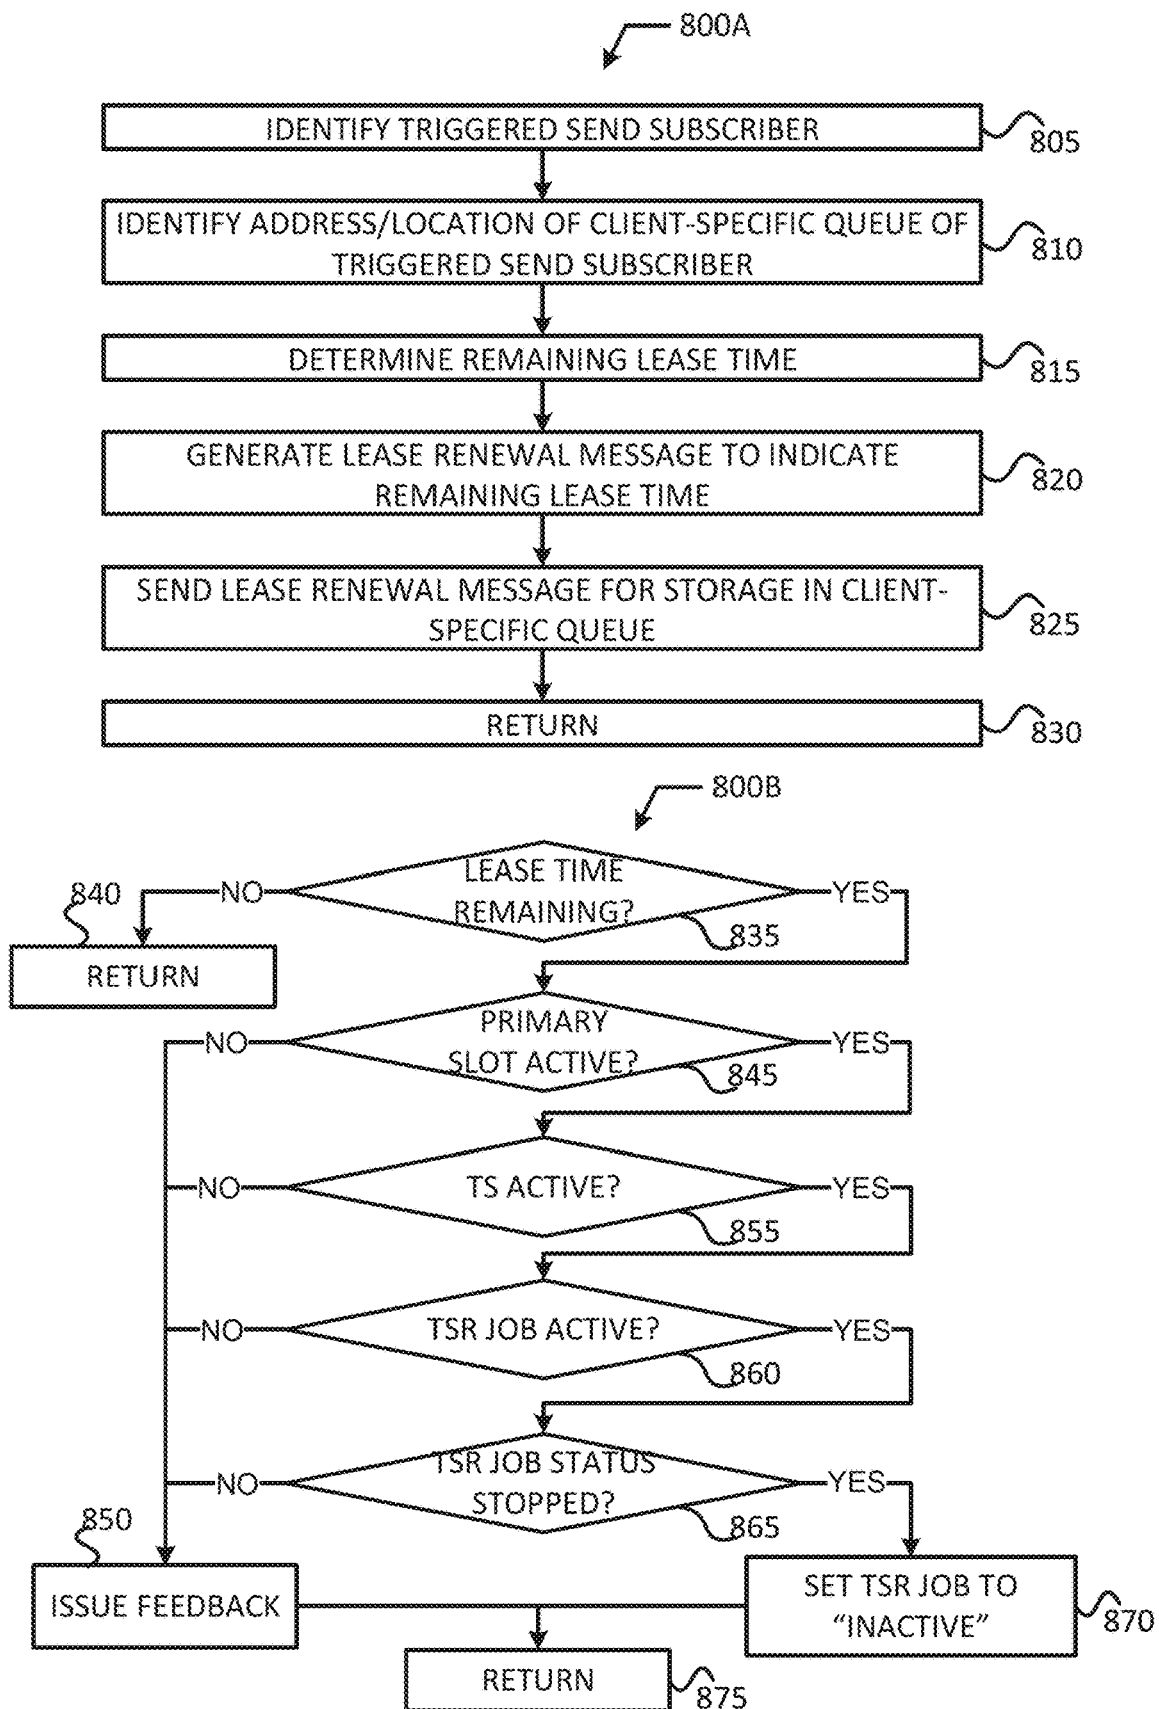 800A
IDENTIFY TRIGGERED SEND SUBSCRIBER
805
IDENTIFY ADDRESS/LOCATION OF CLIENT-SPECIFIC QUEUE OF
TRIGGERED SEND SUBSCRIBER
810
DETERMINE REMAINING LEASE TIME
815
GENERATE LEASE RENEWAL MESSAGE TO INDICATE
REMAINING LEASE TIME
820
SEND LEASE RENEWAL MESSAGE FOR STORAGE IN CLIENT-
SPECIFIC QUEUE
825
RETURN
830
800B
LEASE TIME
REMAINING?
835
NO
YES
840
RETURN
PRIMARY
SLOT ACTIVE?
845
NO
YES
TS ACTIVE?
855
NO
YES
TSR JOB ACTIVE?
860
NO
YES
TSR JOB STATUS
STOPPED?
865
NO
YES
850
ISSUE FEEDBACK
SET TSR JOB TO
“INACTIVE”
870
RETURN
875